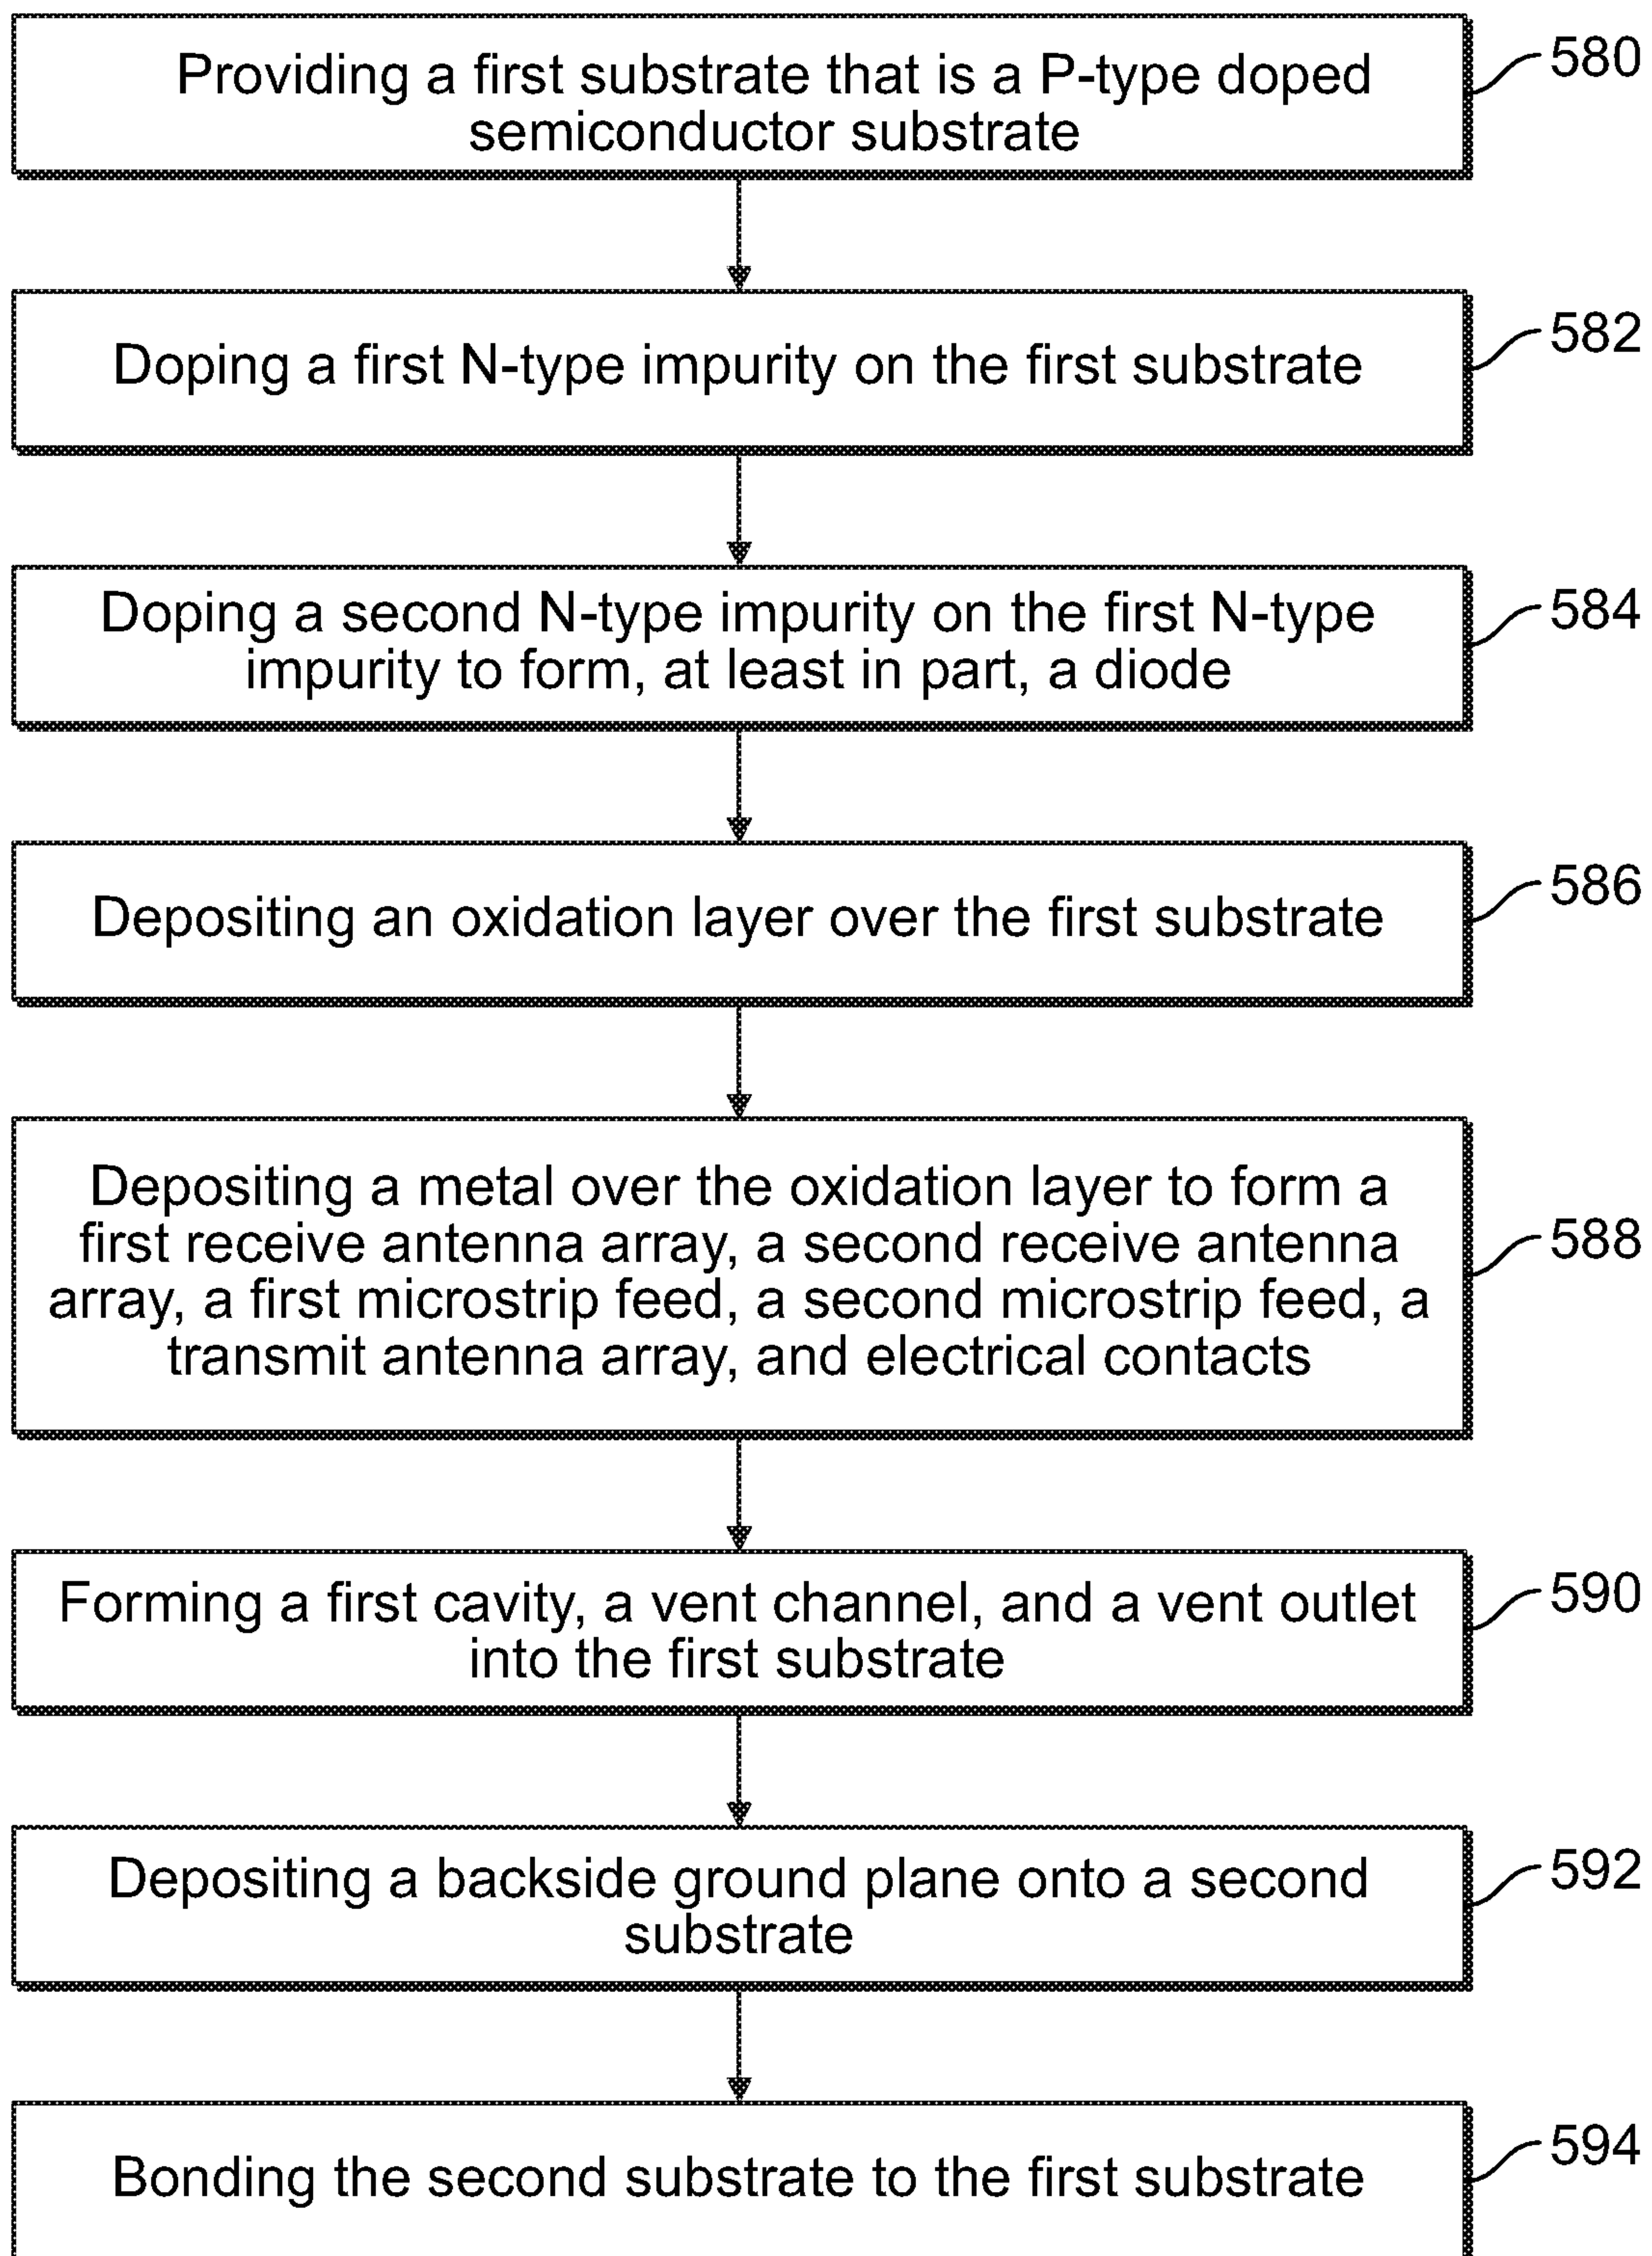 Providing a first substrate that is a P-type doped
semiconductor substrate
580
Doping a first N-type impurity on the first substrate
582
Doping a second N-type impurity on the first N-type
impurity to form, at least in part, a diode
584
Depositing an oxidation layer over the first substrate
586
Depositing a metal over the oxidation layer to form a
first receive antenna array, a second receive antenna
array, a first microstrip feed, a second microstrip feed, a
transmit antenna array, and electrical contacts
588
Forming a first cavity, a vent channel, and a vent outlet
into the first substrate
590
Depositing a backside ground plane onto a second
substrate
592
Bonding the second substrate to the first substrate
594